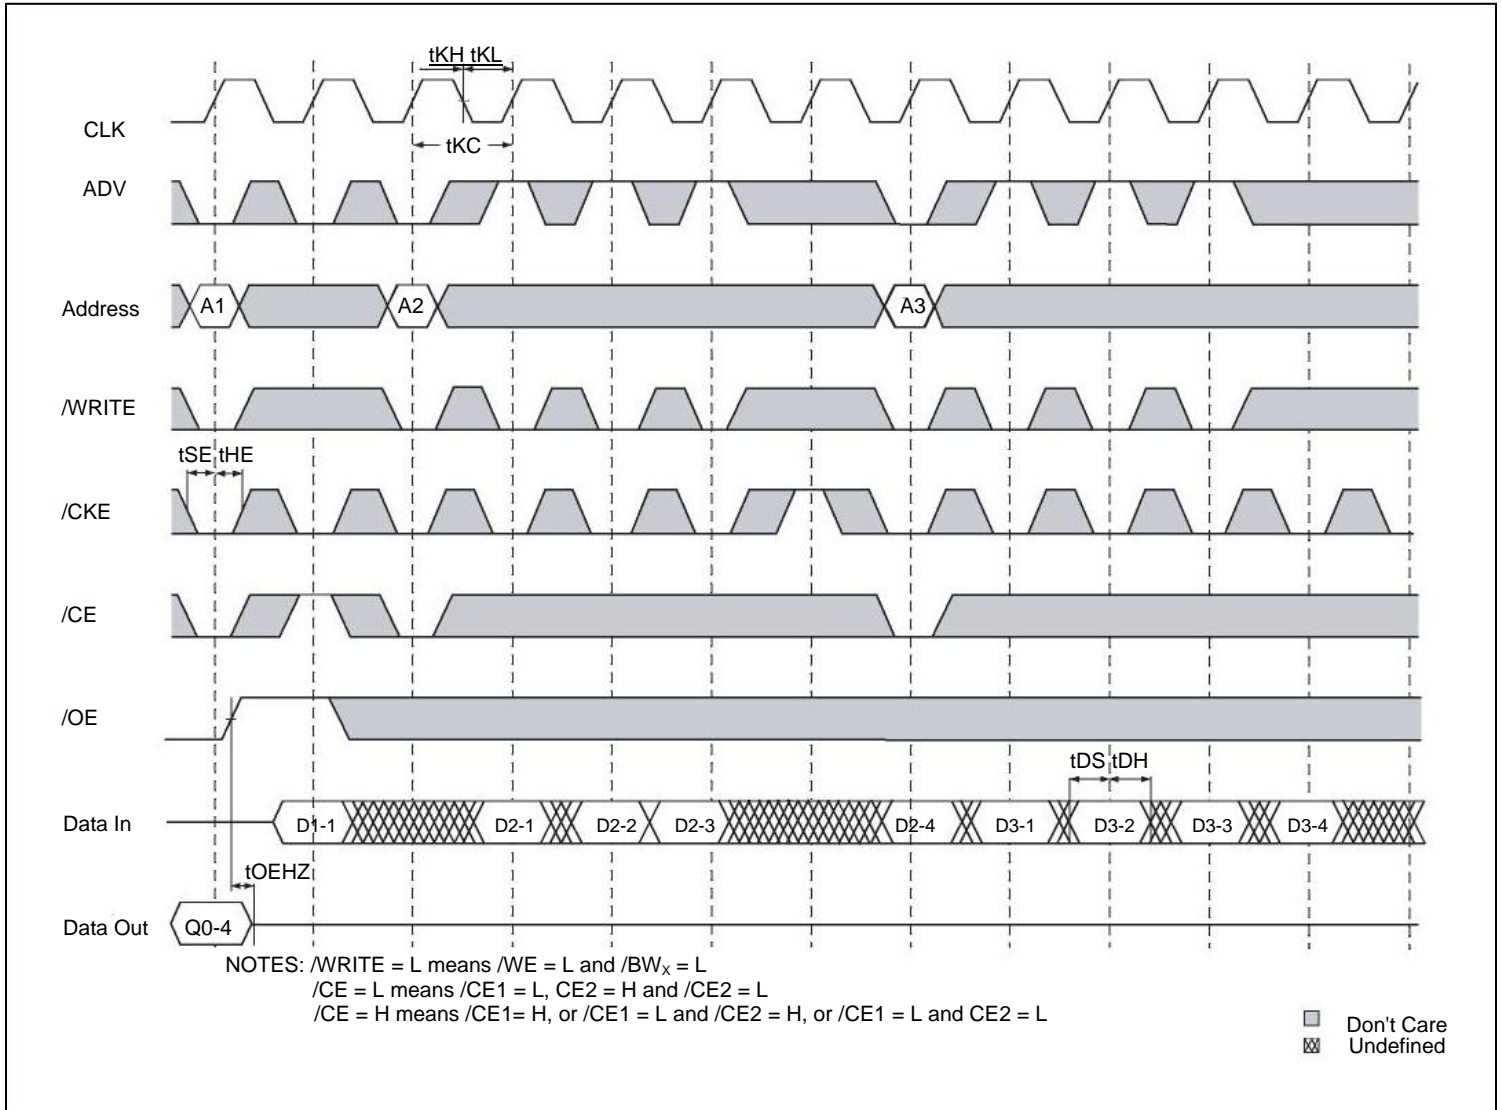 tKH tKL
CLK
tKC
ADV
Address A1 A2 A3
/WRITE
tSE tHE
/CKE
/CE
/OE
tDS tDH
Data In D1-1 D2-1 D2-2 D2-3 D2-4 D3-1 D3-2 D3-3 D3-4
tOEHZ
Data Out Q0-4
NOTES: /WRITE = L means /WE = L and /BWX = L
/CE = L means /CE1 = L, CE2 = H and /CE2 = L
/CE = H means /CE1= H, or /CE1 = L and /CE2 = H, or /CE1 = L and CE2 = L
Don't Care
Undefined